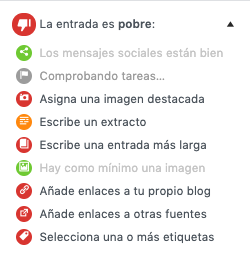 La entrada es pobre:
Los mensajes sociales están bien
Comprobando tareas...
Asigna una imagen destacada
Escribe un extracto
Escribe una entrada más larga
Hay como mínimo una imagen
Añade enlaces a tu propio blog
Añade enlaces a otras fuentes
Selecciona una o más etiquetas